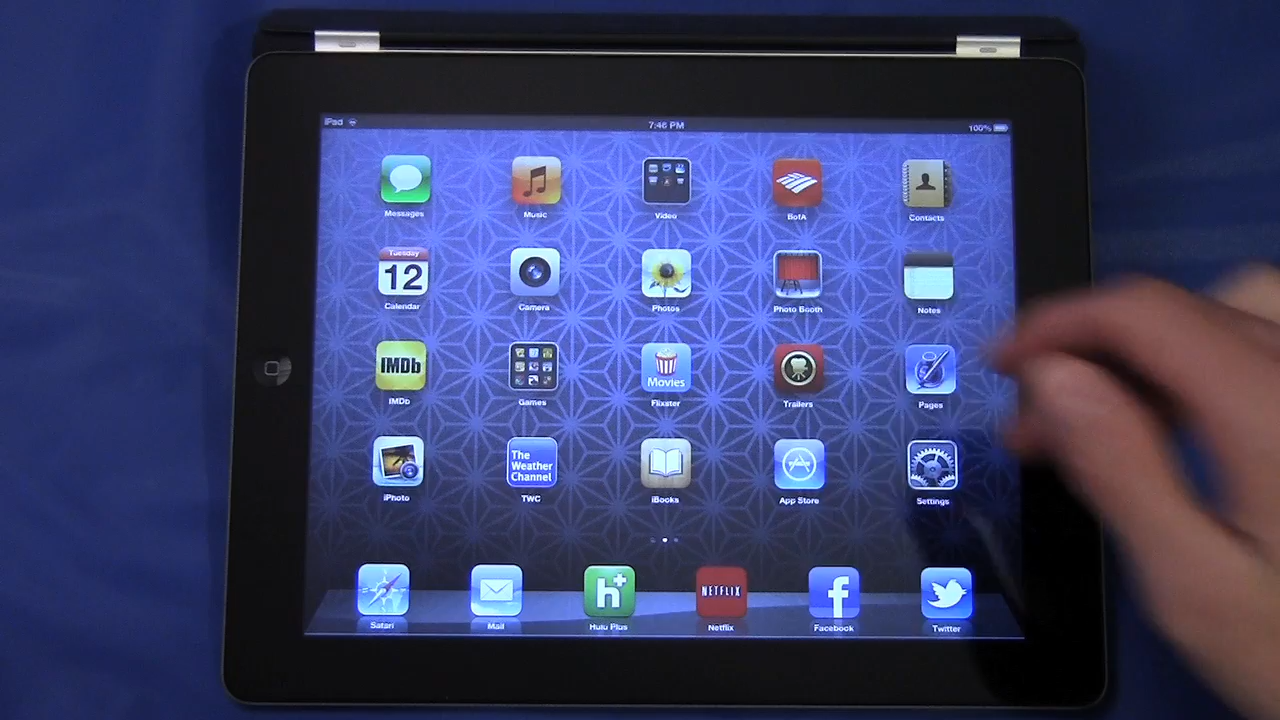 iPad 7:46 PM 100%
Messages Music Video BofA Contacts
Tuesday
12
Calendar Camera Photos Photo Booth Notes
IMDb Movies
IMDb Games Flixster Trailers Pages
The
Weather
Channel
iPhoto TWC iBooks App Store Settings
h+ NETFLIX f
Safari Mail Hulu Plus Netflix Facebook Twitter